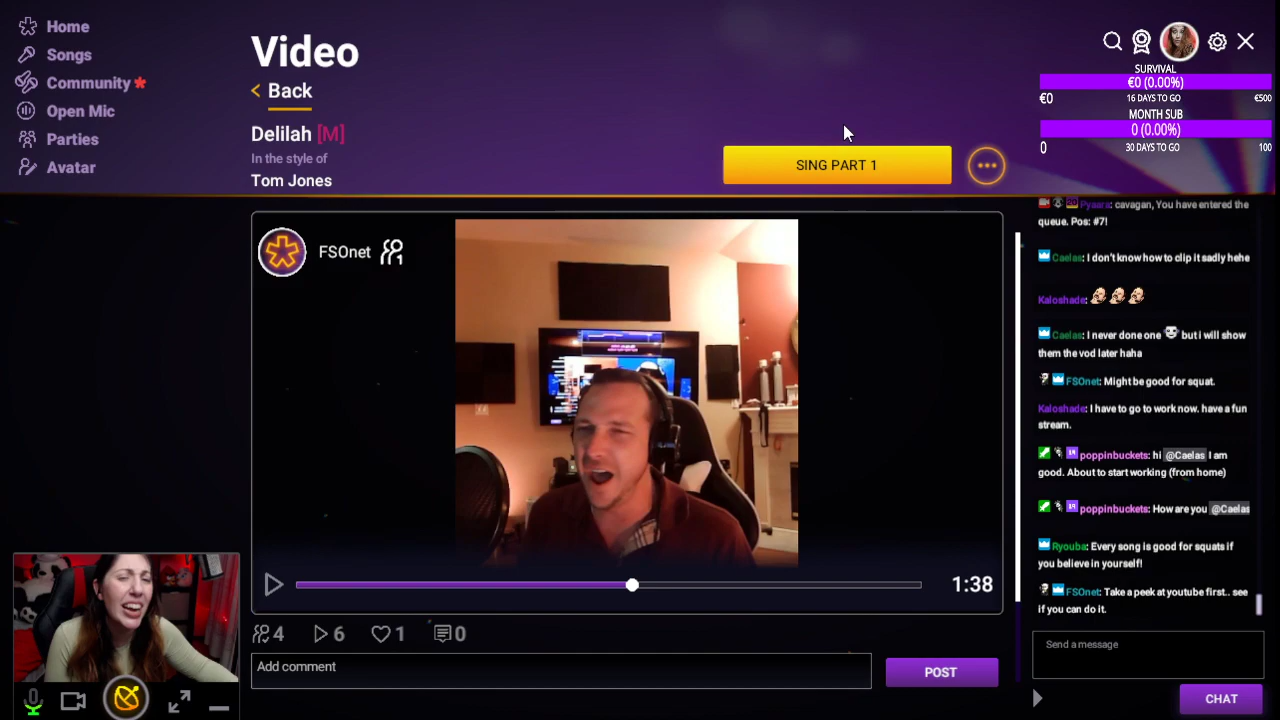 Home
Songs
Community *
Open Mic
Parties
Avatar
Video
< Back
Delilah [M]
In the style of
Tom Jones
SING PART 1
SURVIVAL
€0 (0.00%)
€0 16 DAYS TO GO €500
MONTH SUB
0 (0.00%)
0 30 DAYS TO GO 100
FSOnet
1:38
4 6 1 0
Add comment
POST
Pyaara: cavagan, You have entered the
queue. Pos: #7!
Caelas: I don't know how to clip it sadly hehe
Kaloshade:
Caelas: I never done one but i will show
them the vod later haha
FSOnet: Might be good for squat.
Kaloshade: I have to go to work now. have a fun
stream.
poppinbuckets: hi @Caelas I am
good. About to start working (from home)
poppinbuckets: How are you @Caelas
Ryouba: Every song is good for squats if
you believe in yourself!
FSOnet: Take a peek at youtube first.. see
if you can do it.
Send a message
CHAT